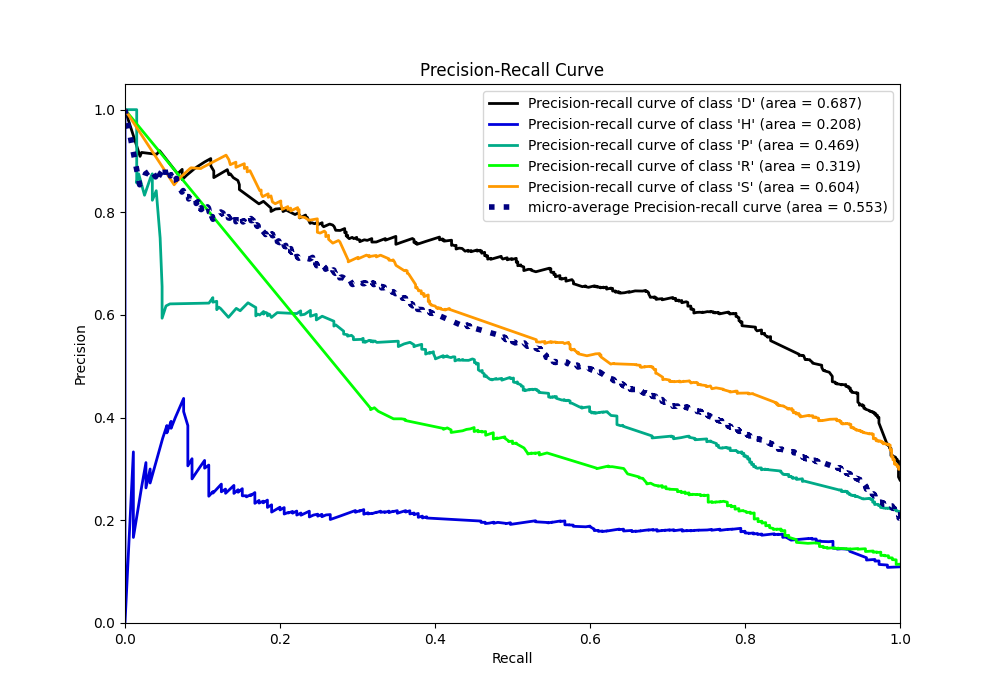 Precision-Recall Curve
Precision-recall curve of class 'D' (area = 0.687)
Precision-recall curve of class 'H' (area = 0.208)
Precision-recall curve of class 'P' (area = 0.469)
Precision-recall curve of class 'R' (area = 0.319)
Precision-recall curve of class 'S' (area = 0.604)
micro-average Precision-recall curve (area = 0.553)
Precision
1.0
0.8
0.6
0.4
0.2
0.0
0.0 0.2 0.4 0.6 0.8 1.0
Recall